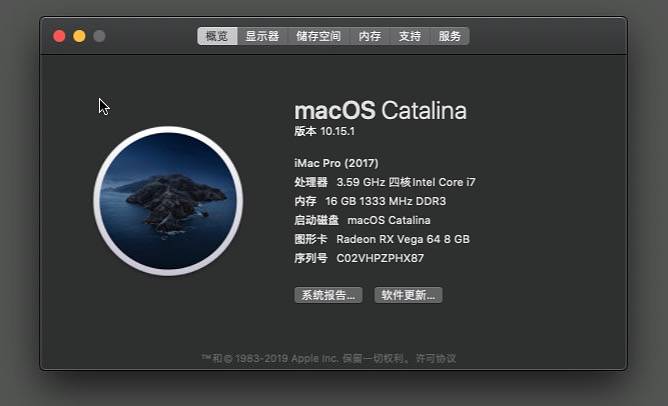 概览 显示器 储存空间 内存 支持 服务
macOS Catalina
版本 10.15.1
iMac Pro (2017)
处理器 3.59 GHz 四核Intel Core i7
内存 16 GB 1333 MHz DDR3
启动磁盘 macOS Catalina
图形卡 Radeon RX Vega 64 8 GB
序列号 C02VHPZPHX87
系统报告... 软件更新...
™和© 1983-2019 Apple Inc. 保留一切权利。许可协议